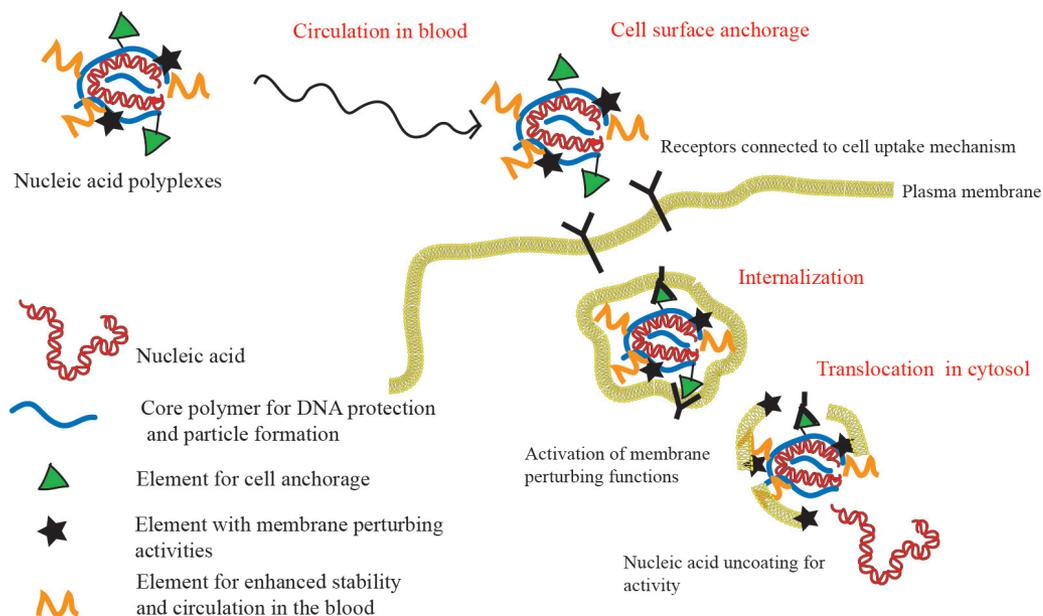 Circulation in blood
Cell surface anchorage
Nucleic acid polyplexes
Receptors connected to cell uptake mechanism
Plasma membrane
Internalization
Translocation in cytosol
Activation of membrane
perturbing functions
Nucleic acid uncoating for
activity
Nucleic acid
Core polymer for DNA protection
and particle formation
Element for cell anchorage
Element with membrane perturbing
activities
Element for enhanced stability
and circulation in the blood